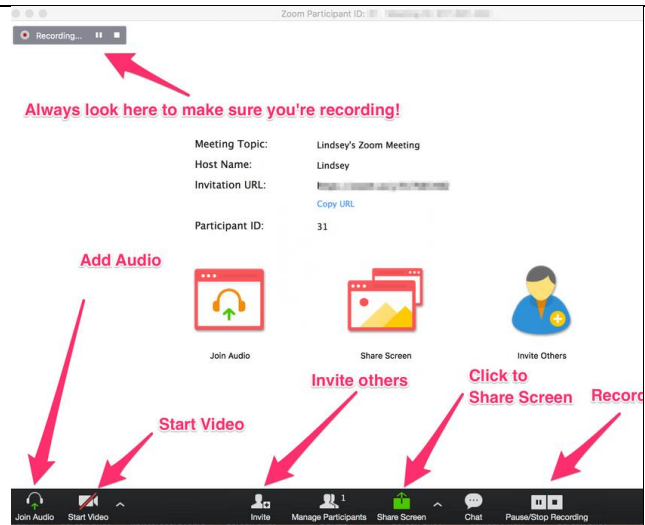 Zoom Participant ID:
Recording...
Always look here to make sure you're recording!
Meeting Topic: Lindsey's Zoom Meeting
Host Name: Lindsey
Invitation URL:
Copy URL
Participant ID: 31
Add Audio
Join Audio Share Screen Invite Others
Invite others
Click to
Share Screen
Record
Start Video
1
Join Audio Start Video Invite Manage Participants Share Screen Chat Pause/Stop Recording